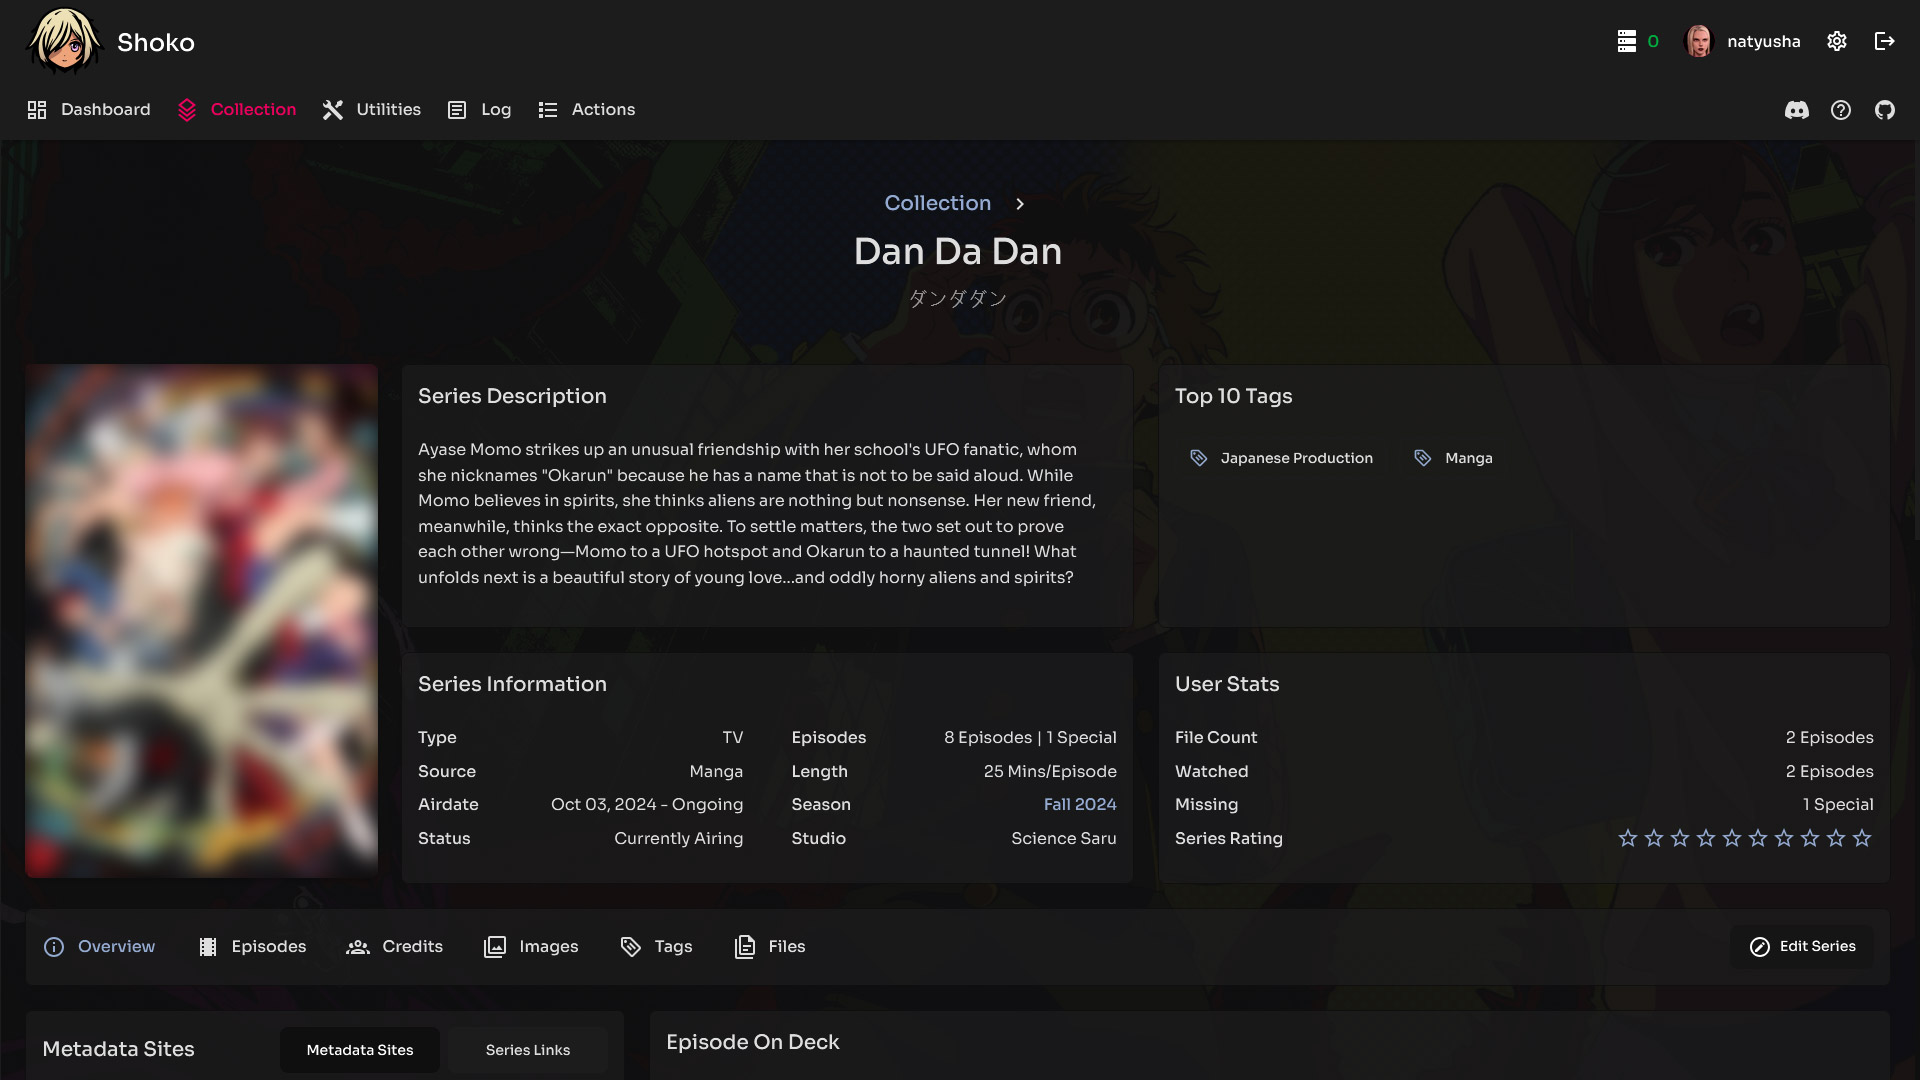 Shoko
0
natyusha
Dashboard
Collection
Utilities
Log
Actions
Collection
Dan Da Dan
ダンダダン
Series Description
Ayase Momo strikes up an unusual friendship with her school's UFO fanatic, whom
she nicknames "Okarun" because he has a name that is not to be said aloud. While
Momo believes in spirits, she thinks aliens are nothing but nonsense. Her new friend,
meanwhile, thinks the exact opposite. To settle matters, the two set out to prove
each other wrong—Momo to a UFO hotspot and Okarun to a haunted tunnel! What
unfolds next is a beautiful story of young love...and oddly horny aliens and spirits?
Top 10 Tags
Japanese Production
Manga
Series Information
Type TV
Source Manga
Airdate Oct 03, 2024 - Ongoing
Status Currently Airing
Episodes 8 Episodes | 1 Special
Length 25 Mins/Episode
Season Fall 2024
Studio Science Saru
User Stats
File Count 2 Episodes
Watched 2 Episodes
Missing 1 Special
Series Rating
Overview
Episodes
Credits
Images
Tags
Files
Edit Series
Metadata Sites
Metadata Sites
Series Links
Episode On Deck